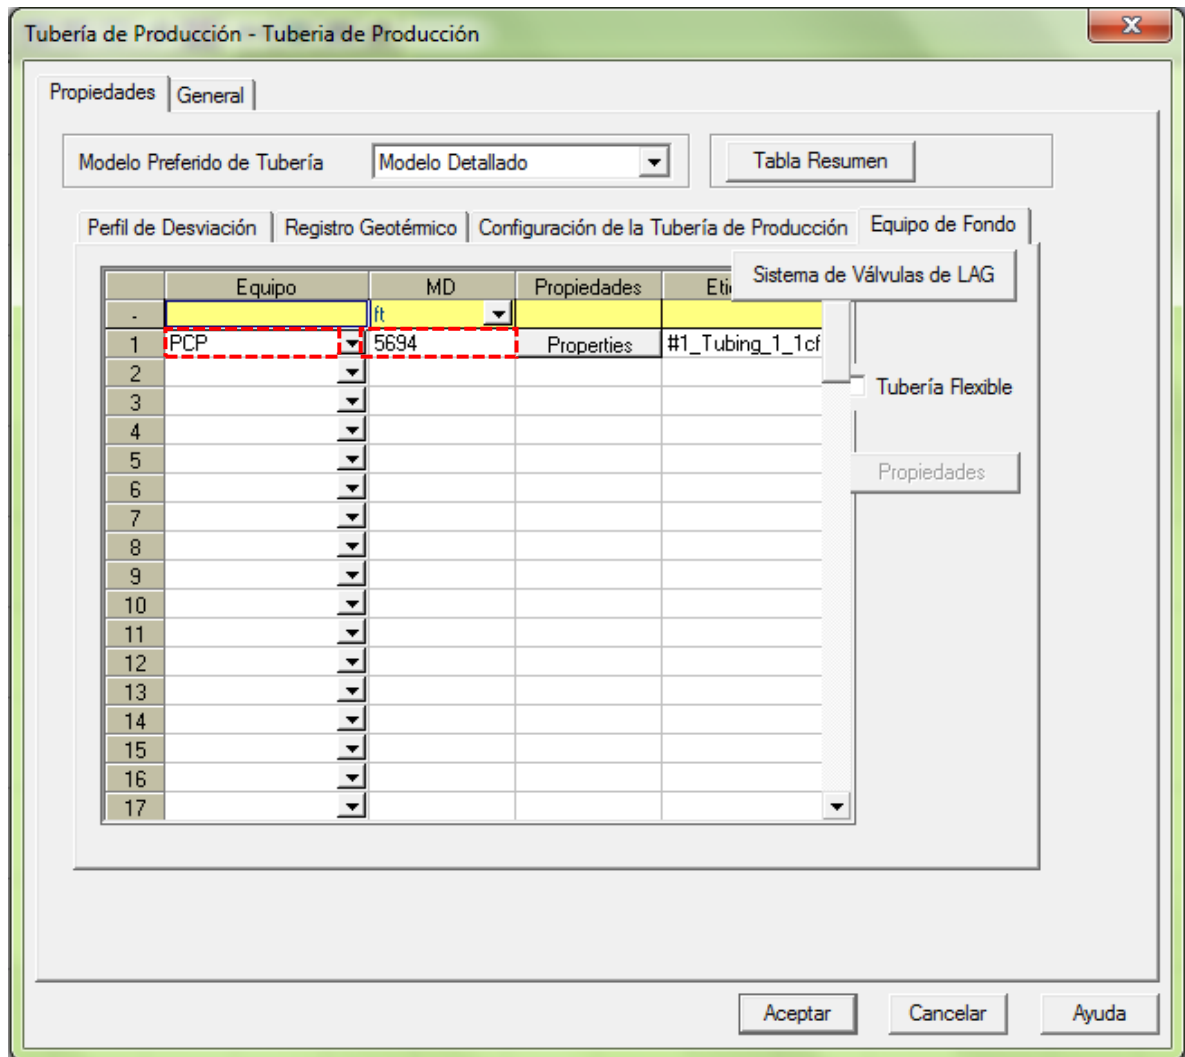 Tubería de Producción - Tuberia de Producción
Propiedades General
Modelo Preferido de Tubería Modelo Detallado Tabla Resumen
Perfil de Desviación Registro Geotérmico Configuración de la Tubería de Producción Equipo de Fondo
Sistema de Válvulas de LAG
Equipo MD Propiedades
- ft
1 PCP 5694 Properties #1_Tubing_1_1cf
2
Tubería Flexible
3
4
5
Propiedades
6
7
8
9
10
11
12
13
14
15
16
17
Aceptar Cancelar Ayuda